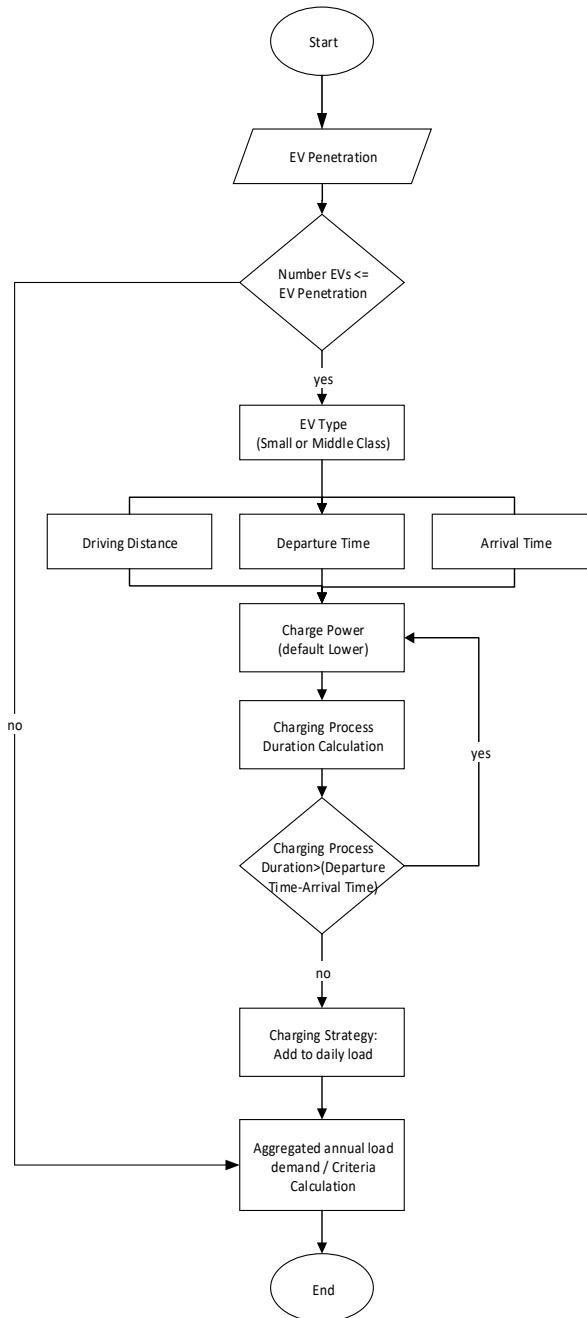 Start
EV Penetration
Number EVs <=
EV Penetration
yes
EV Type
(Small or Middle Class)
Driving Distance
Departure Time
Arrival Time
Charge Power
(default Lower)
no
Charging Process
Duration Calculation
yes
Charging Process
Duration>(Departure
Time-Arrival Time)
no
Charging Strategy:
Add to daily load
Aggregated annual load
demand / Criteria
Calculation
End